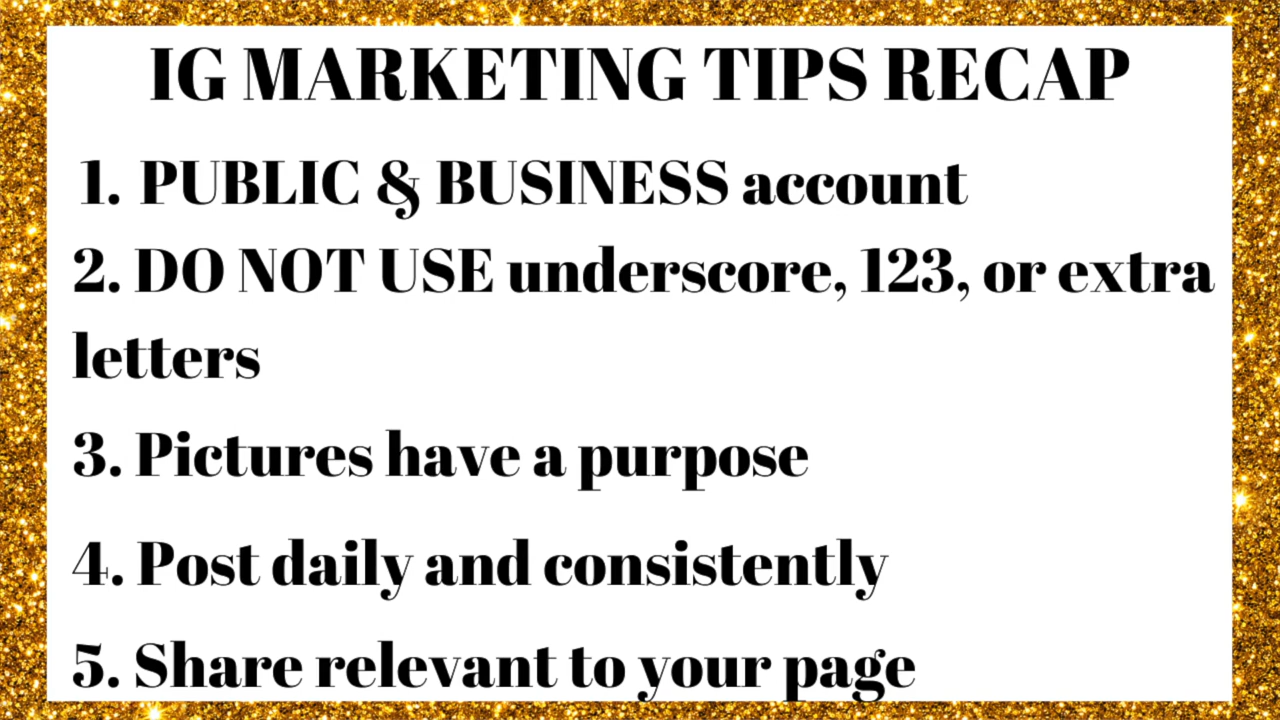 IG MARKETING TIPS RECAP
1. PUBLIC & BUSINESS account
2. DO NOT USE underscore, 123, or extra
letters
3. Pictures have a purpose
4. Post daily and consistently
5. Share relevant to your page